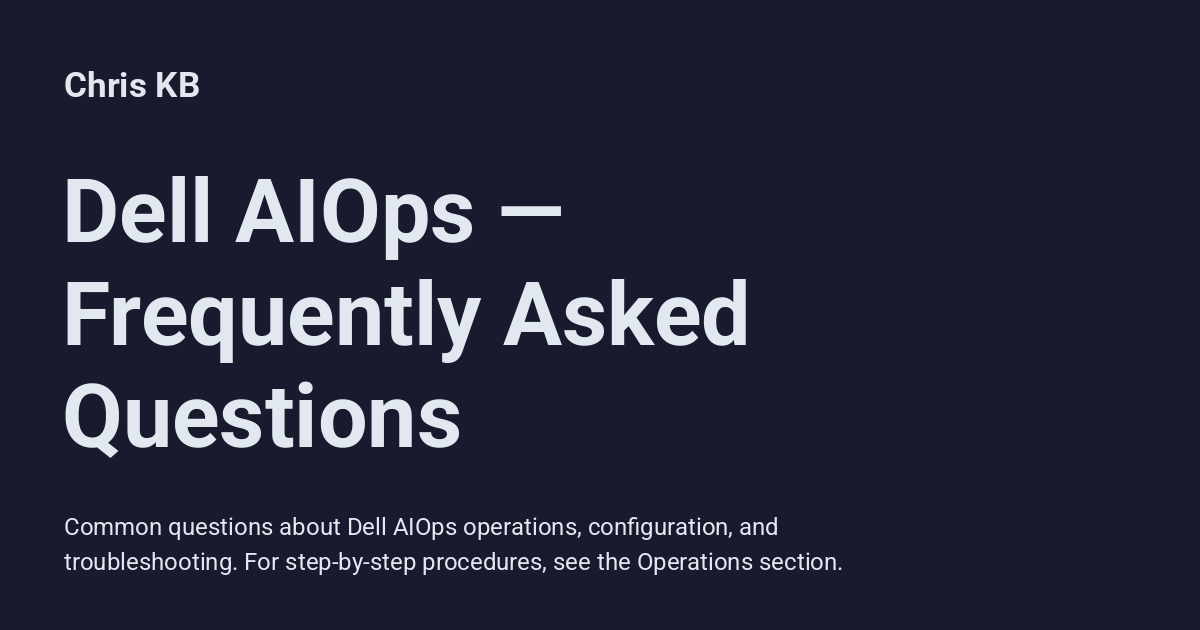 Chris KB
Dell AIOps —
Frequently Asked
Questions
Common questions about Dell AIOps operations, configuration, and
troubleshooting. For step-by-step procedures, see the Operations section.